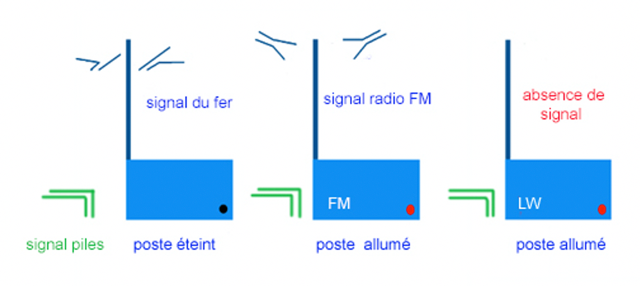 signal du fer
signal radio FM
absence de
signal
FM
LW
signal piles
poste éteint
poste allumé
poste allumé